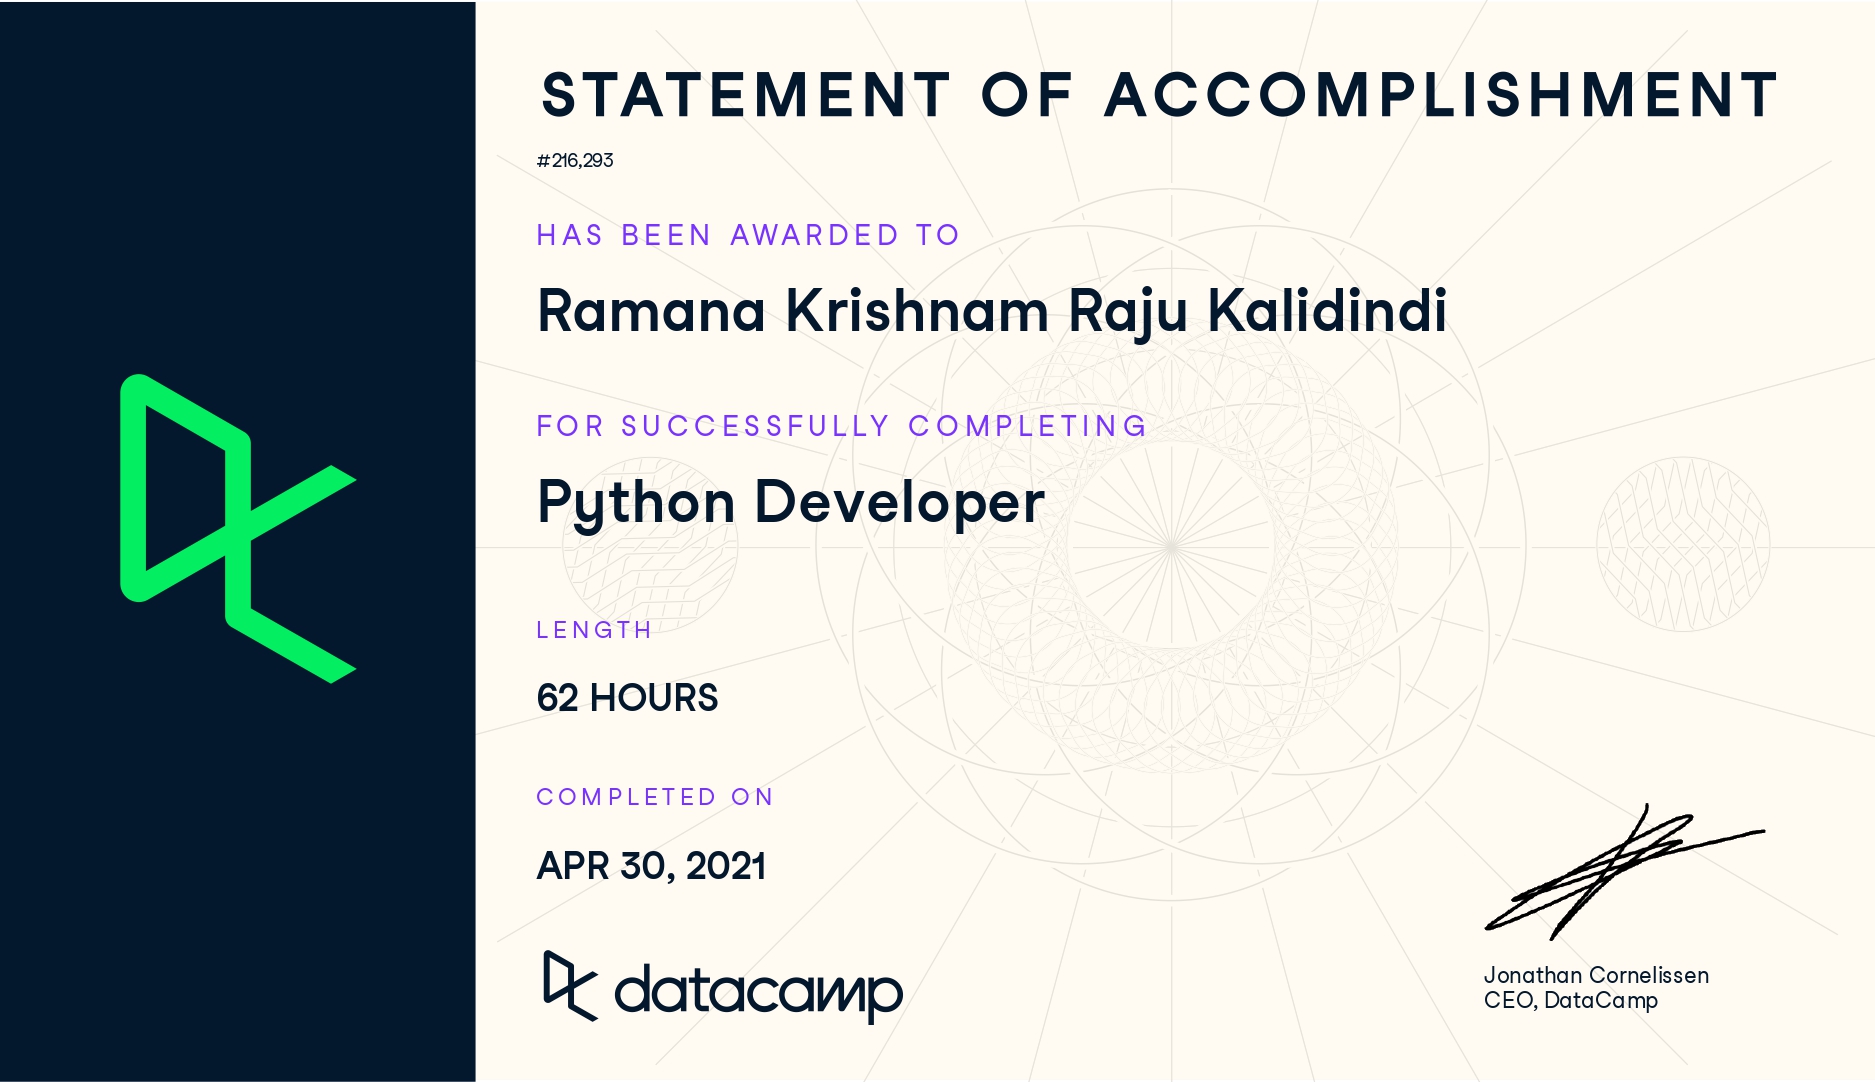 STATEMENT OF ACCOMPLISHMENT
#216,293
HAS BEEN AWARDED TO
Ramana Krishnam Raju Kalidindi
FOR SUCCESSFULLY COMPLETING
Python Developer
LENGTH
62 HOURS
COMPLETED ON
APR 30, 2021
datacamp
Jonathan Cornelissen
CEO, DataCamp